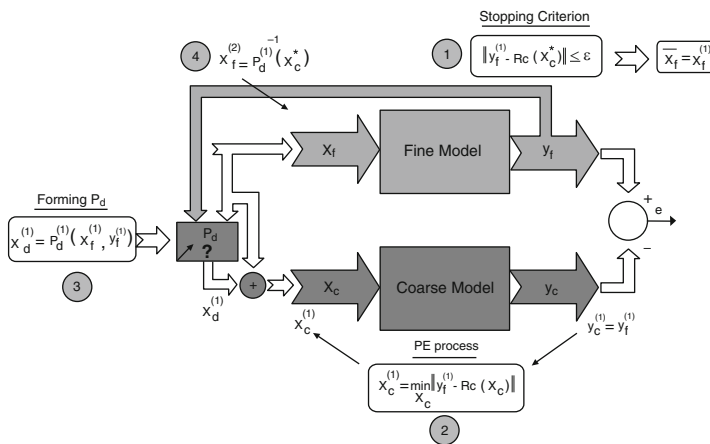 Stopping Criterion
1
‖y_f^(1) - Rc (x_c^*)‖ ≤ ε
x̅_f = x_f^(1)
4
x_f^(2) = P_d^(1)^-1 (x_c^*)
X_f
Fine Model
y_f
Forming P_d
x_d^(1) = P_d^(1) (x_f^(1), y_f^(1))
3
P_d
?
+
e
−
+
x_d^(1)
X_c
Coarse Model
y_c
x_c^(1)
y_c^(1) = y_f^(1)
PE process
x_c^(1) = min_X_c ‖y_f^(1) - Rc (x_c)‖
2